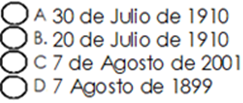 A 30 de Julio de 1910
B. 20 de Julio de 1910
C 7 de Agosto de 2001
D 7 de Agosto de 1899